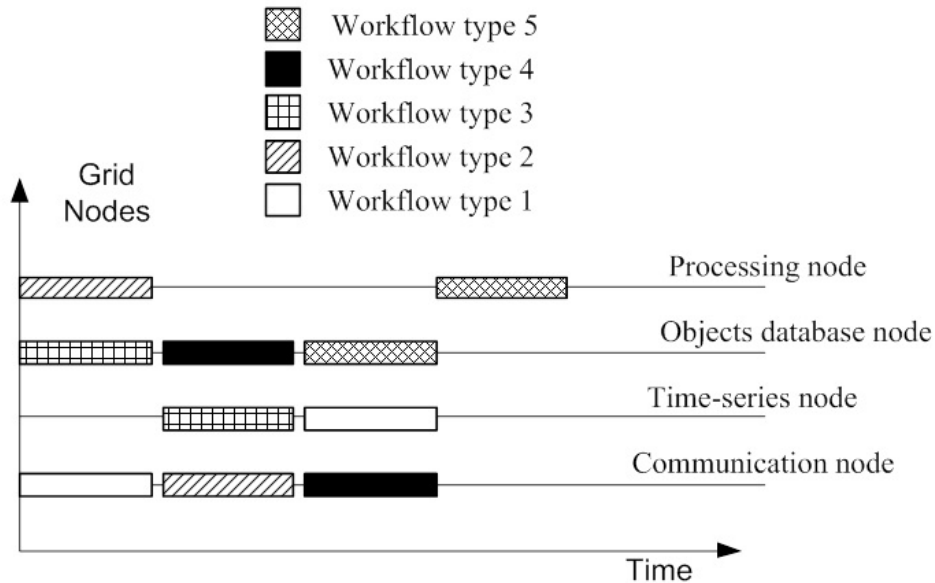 Workflow type 5
Workflow type 4
Workflow type 3
Workflow type 2
Workflow type 1
Grid
Nodes
Processing node
Objects database node
Time-series node
Communication node
Time